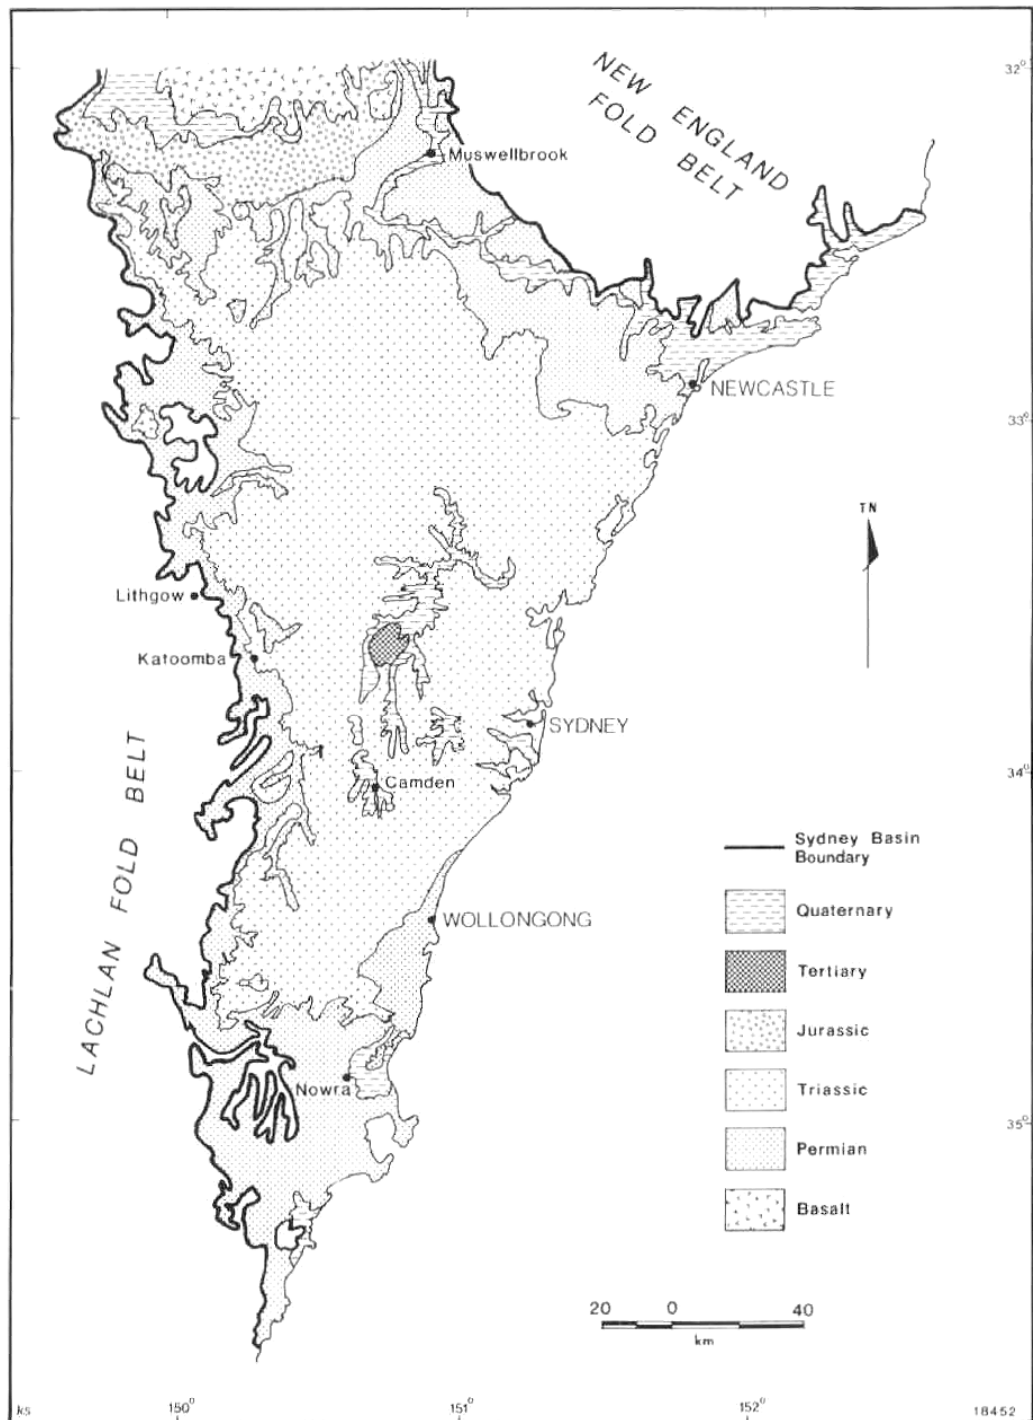 32°
NEW ENGLAND
FOLD BELT
Muswellbrook
NEWCASTLE
33°
TN
Lithgow
Katoomba
SYDNEY
34°
Camden
LACHLAN FOLD BELT
Sydney Basin
Boundary
Quaternary
WOLLONGONG
Tertiary
Jurassic
Nowra
Triassic
35°
Permian
Basalt
20 0 40
km
ks
150° 151° 152°
18452